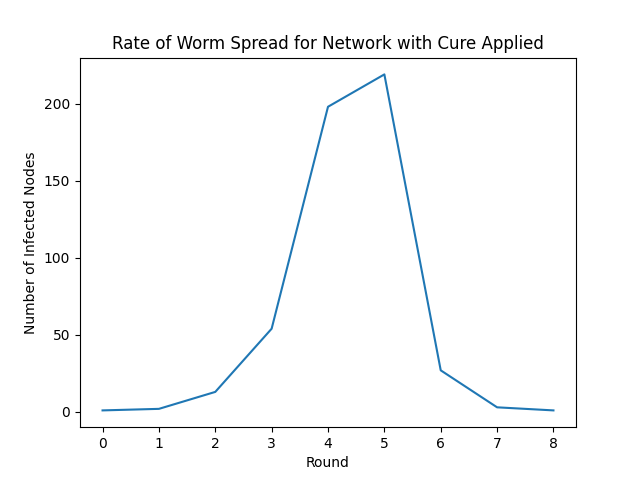 Rate of Worm Spread for Network with Cure Applied
Number of Infected Nodes
200
150
100
50
0
0 1 2 3 4 5 6 7 8
Round